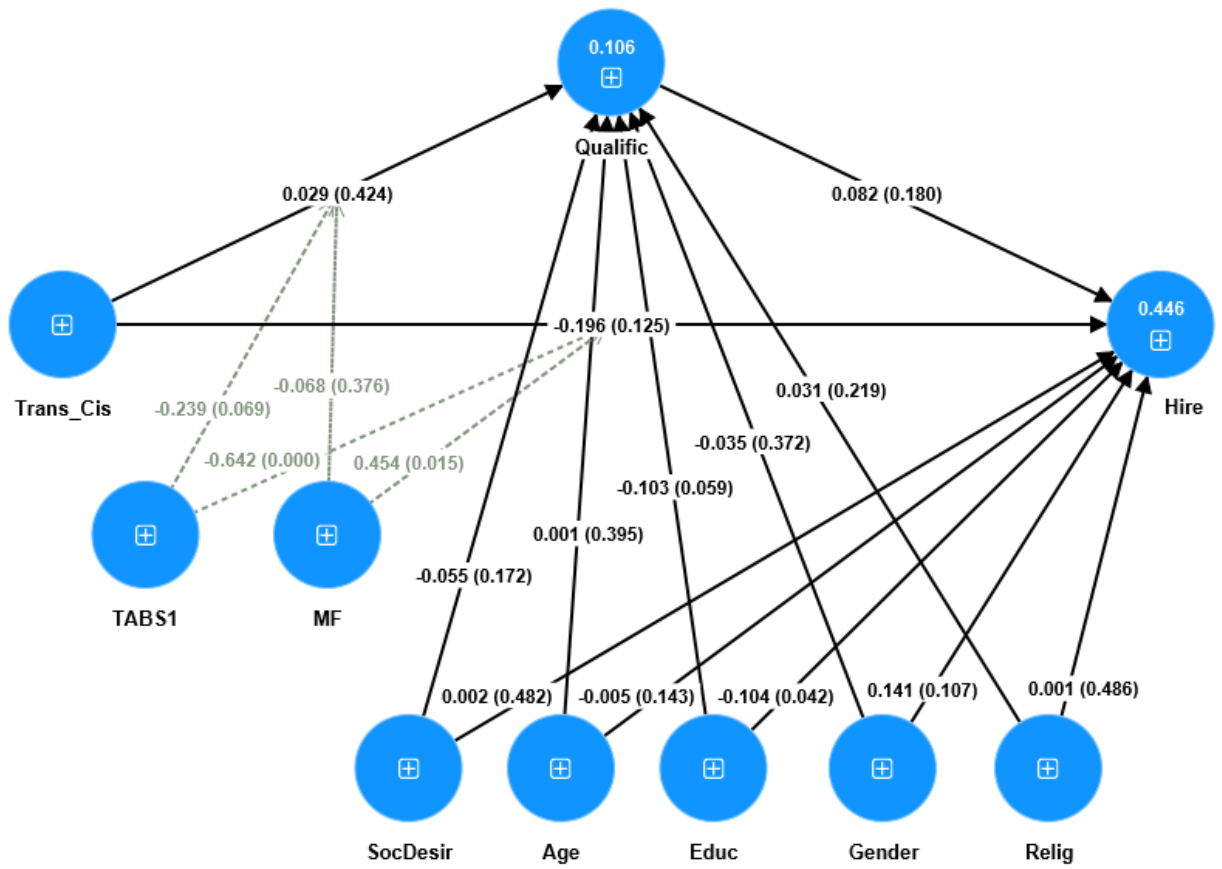 0.106
Qualific
0.029 (0.424)
0.082 (0.180)
0.446
-0.196 (0.125)
Trans_Cis
Hire
-0.068 (0.376)
0.031 (0.219)
-0.239 (0.069)
-0.035 (0.372)
-0.642 (0.000)
0.454 (0.015)
-0.103 (0.059)
0.001 (0.395)
-0.055 (0.172)
TABS1
MF
0.002 (0.482)
-0.005 (0.143)
-0.104 (0.042)
0.141 (0.107)
0.001 (0.486)
SocDesir
Age
Educ
Gender
Relig